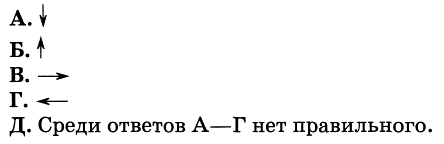 А. ↓
Б. ↑
В. →
Г. ←
Д. Среди ответов А—Г нет правильного.